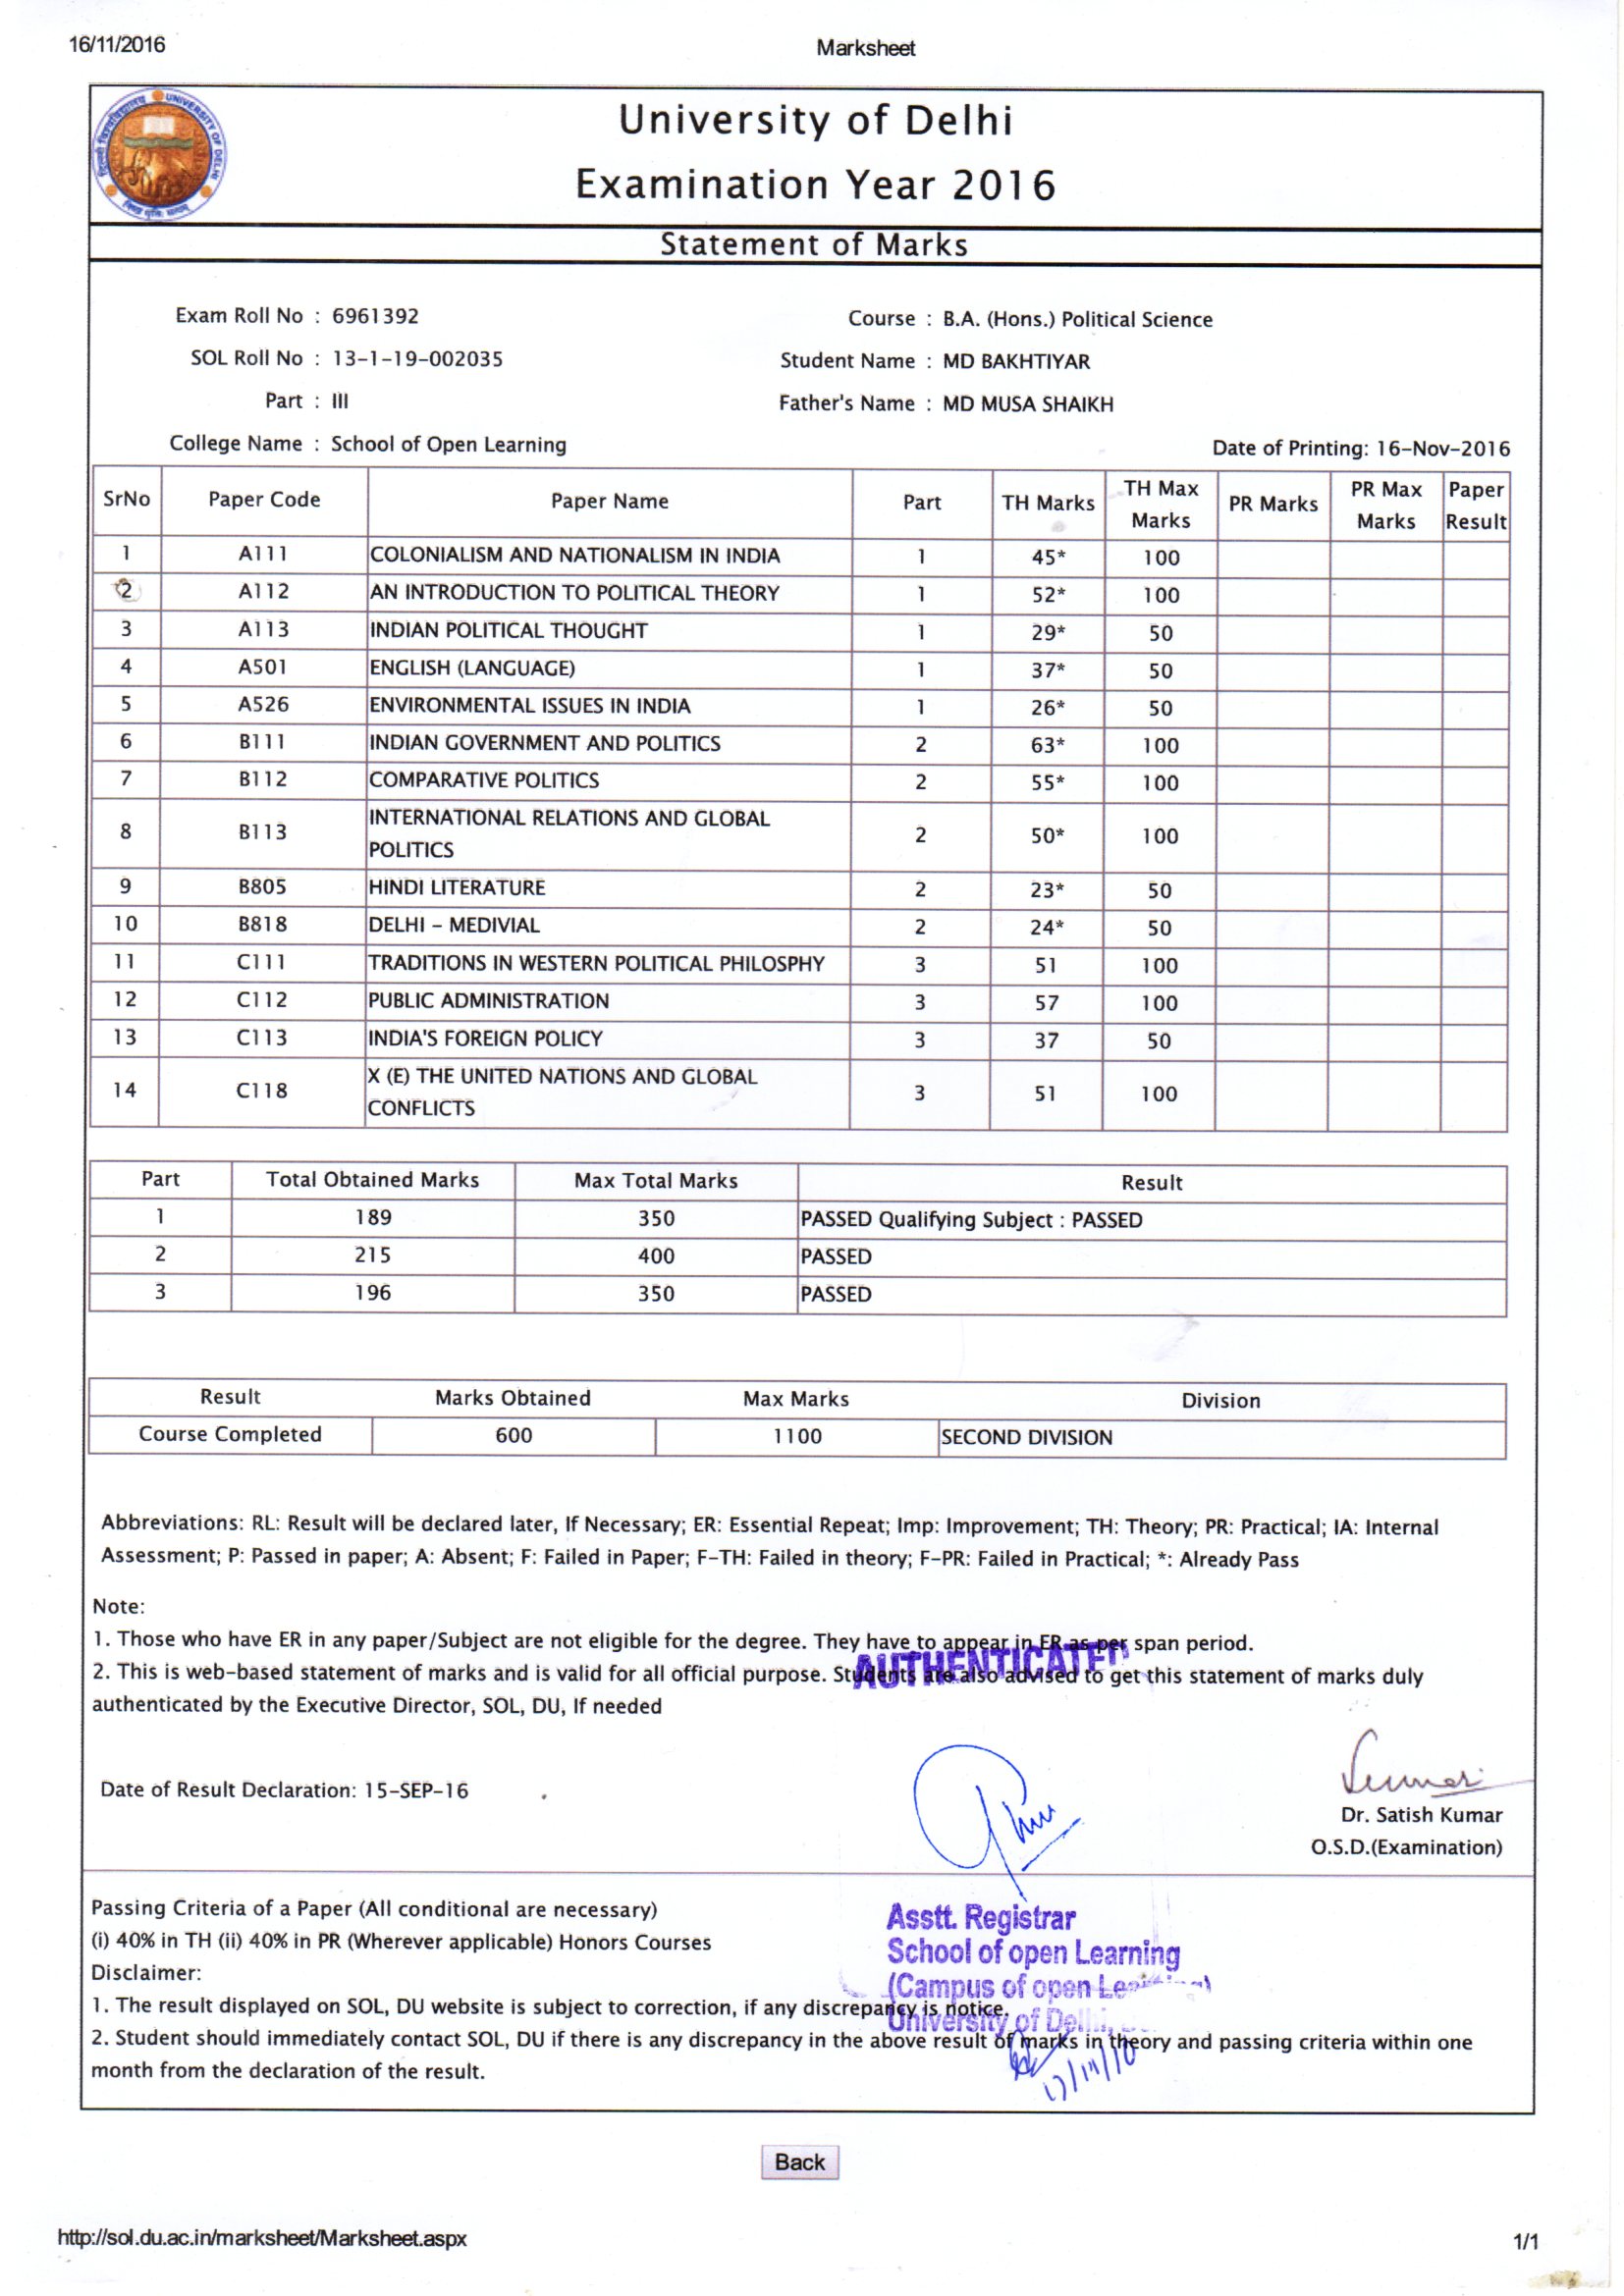 16/11/2016 Marksheet
University of Delhi
Examination Year 2016
Statement of Marks
Exam Roll No : 6961392 Course : B.A. (Hons.) Political Science
SOL Roll No : 13-1-19-002035 Student Name : MD BAKHTIYAR
Part : III Father's Name : MD MUSA SHAIKH
College Name : School of Open Learning Date of Printing: 16-Nov-2016
SrNo Paper Code Paper Name Part TH Marks TH Max Marks PR Marks PR Max Marks Paper Result
1 A111 COLONIALISM AND NATIONALISM IN INDIA 1 45* 100
2 A112 AN INTRODUCTION TO POLITICAL THEORY 1 52* 100
3 A113 INDIAN POLITICAL THOUGHT 1 29* 50
4 A501 ENGLISH (LANGUAGE) 1 37* 50
5 A526 ENVIRONMENTAL ISSUES IN INDIA 1 26* 50
6 B111 INDIAN GOVERNMENT AND POLITICS 2 63* 100
7 B112 COMPARATIVE POLITICS 2 55* 100
8 B113 INTERNATIONAL RELATIONS AND GLOBAL POLITICS 2 50* 100
9 B805 HINDI LITERATURE 2 23* 50
10 B818 DELHI - MEDIVIAL 2 24* 50
11 C111 TRADITIONS IN WESTERN POLITICAL PHILOSPHY 3 51 100
12 C112 PUBLIC ADMINISTRATION 3 57 100
13 C113 INDIA'S FOREIGN POLICY 3 37 50
14 C118 X (E) THE UNITED NATIONS AND GLOBAL CONFLICTS 3 51 100
Part Total Obtained Marks Max Total Marks Result
1 189 350 PASSED Qualifying Subject : PASSED
2 215 400 PASSED
3 196 350 PASSED
Result Marks Obtained Max Marks Division
Course Completed 600 1100 SECOND DIVISION
Abbreviations: RL: Result will be declared later, If Necessary; ER: Essential Repeat; Imp: Improvement; TH: Theory; PR: Practical; IA: Internal
Assessment; P: Passed in paper; A: Absent; F: Failed in Paper; F-TH: Failed in theory; F-PR: Failed in Practical; *: Already Pass
Note:
1. Those who have ER in any paper/Subject are not eligible for the degree. They have to appear in ER as per span period.
2. This is web-based statement of marks and is valid for all official purpose. Students are also advised to get this statement of marks duly
authenticated by the Executive Director, SOL, DU, If needed
AUTHENTICATED
Date of Result Declaration: 15-SEP-16
Dr. Satish Kumar
O.S.D.(Examination)
Passing Criteria of a Paper (All conditional are necessary)
(i) 40% in TH (ii) 40% in PR (Wherever applicable) Honors Courses
Disclaimer:
1. The result displayed on SOL, DU website is subject to correction, if any discrepancy is notice.
2. Student should immediately contact SOL, DU if there is any discrepancy in the above result of marks in theory and passing criteria within one
month from the declaration of the result.
Asstt. Registrar
School of open Learning
(Campus of open Learning)
University of Delhi,
Back
http://sol.du.ac.in/marksheet/Marksheet.aspx 1/1